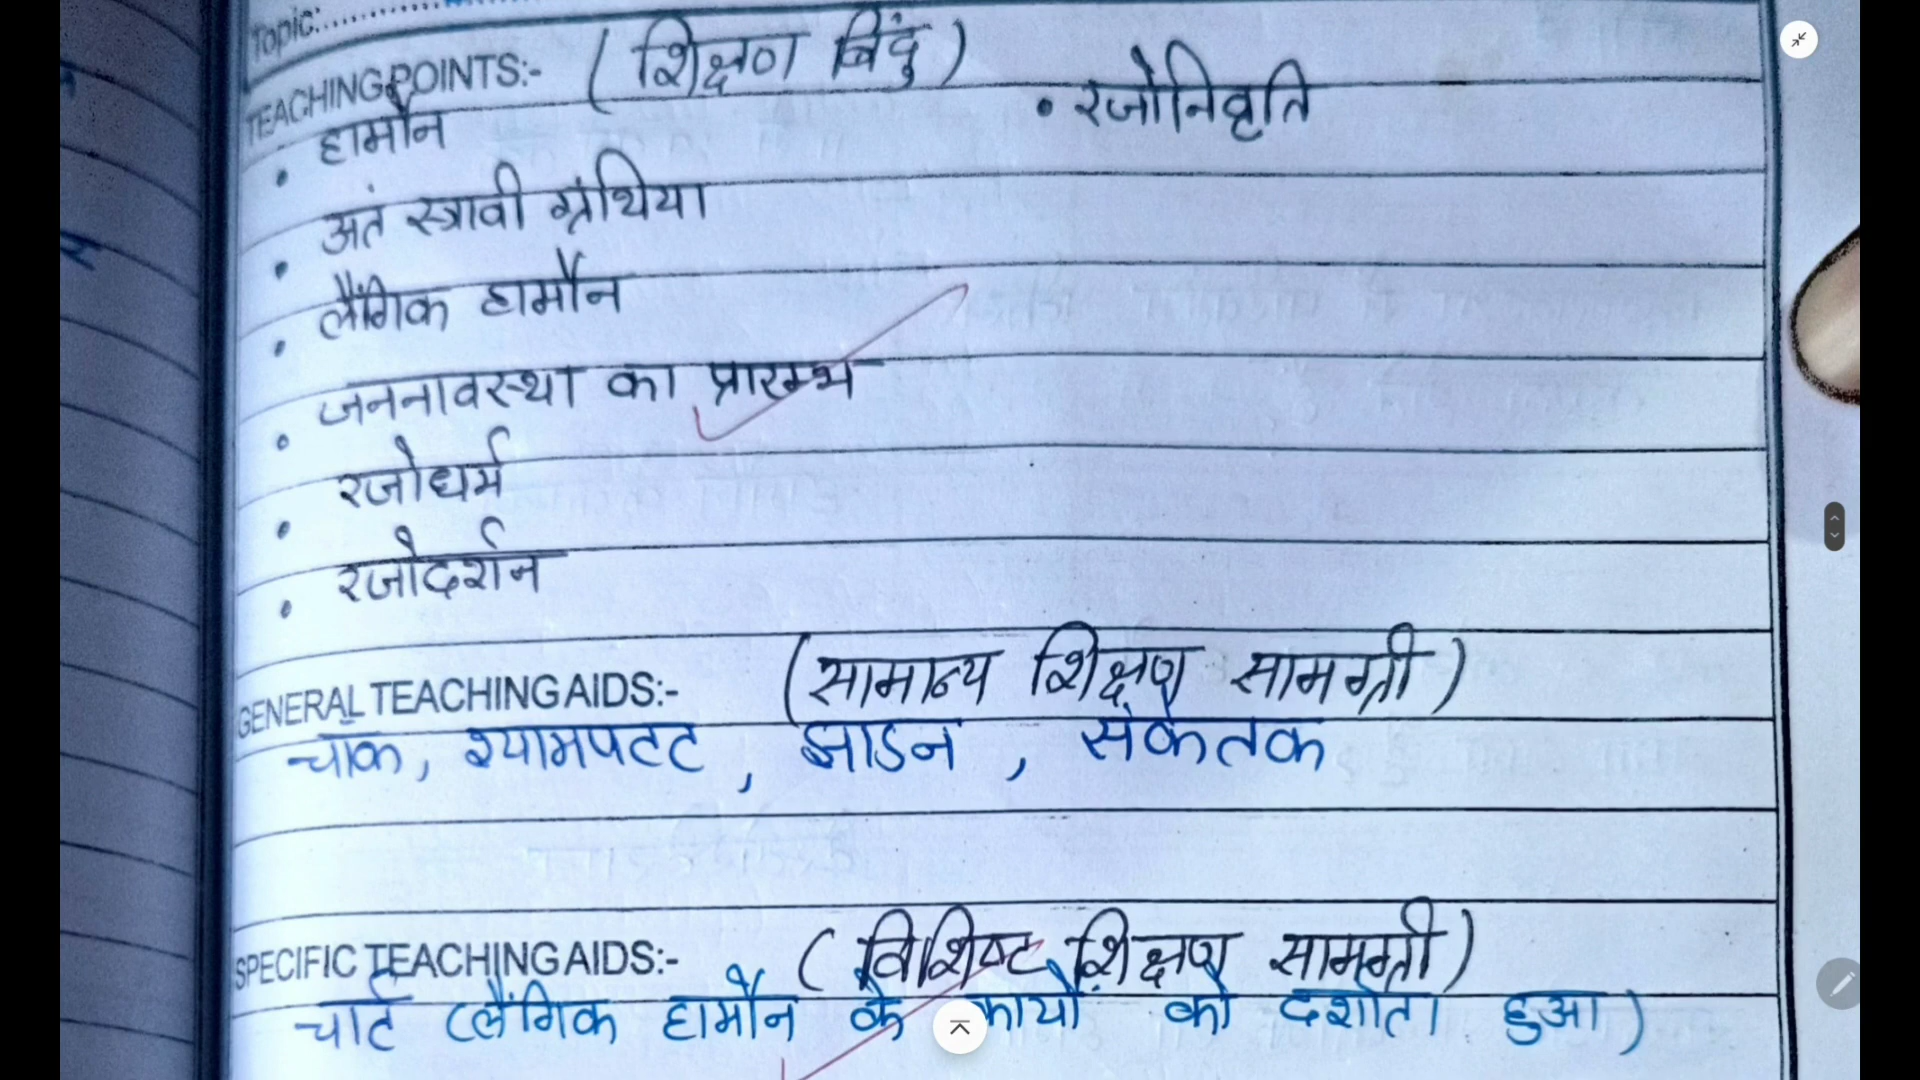 Topic:..............
TEACHING POINTS:- (शिक्षण बिंदु)
• हार्मोन
• रजोनिवृति
• अतं स्त्रावी ग्रंथिया
• लैंगिक हार्मोन
• जननावस्था का प्रारम्भ
• रजोधर्म
• रजोदर्शन
GENERAL TEACHING AIDS:- (सामान्य शिक्षण सामग्री)
चॉक, श्यामपटट, झाडन, संकेतक
SPECIFIC TEACHING AIDS:- (विशिष्ट शिक्षण सामग्री)
चार्ट (लैंगिक हार्मोन के कार्यो को दर्शाता हुआ)